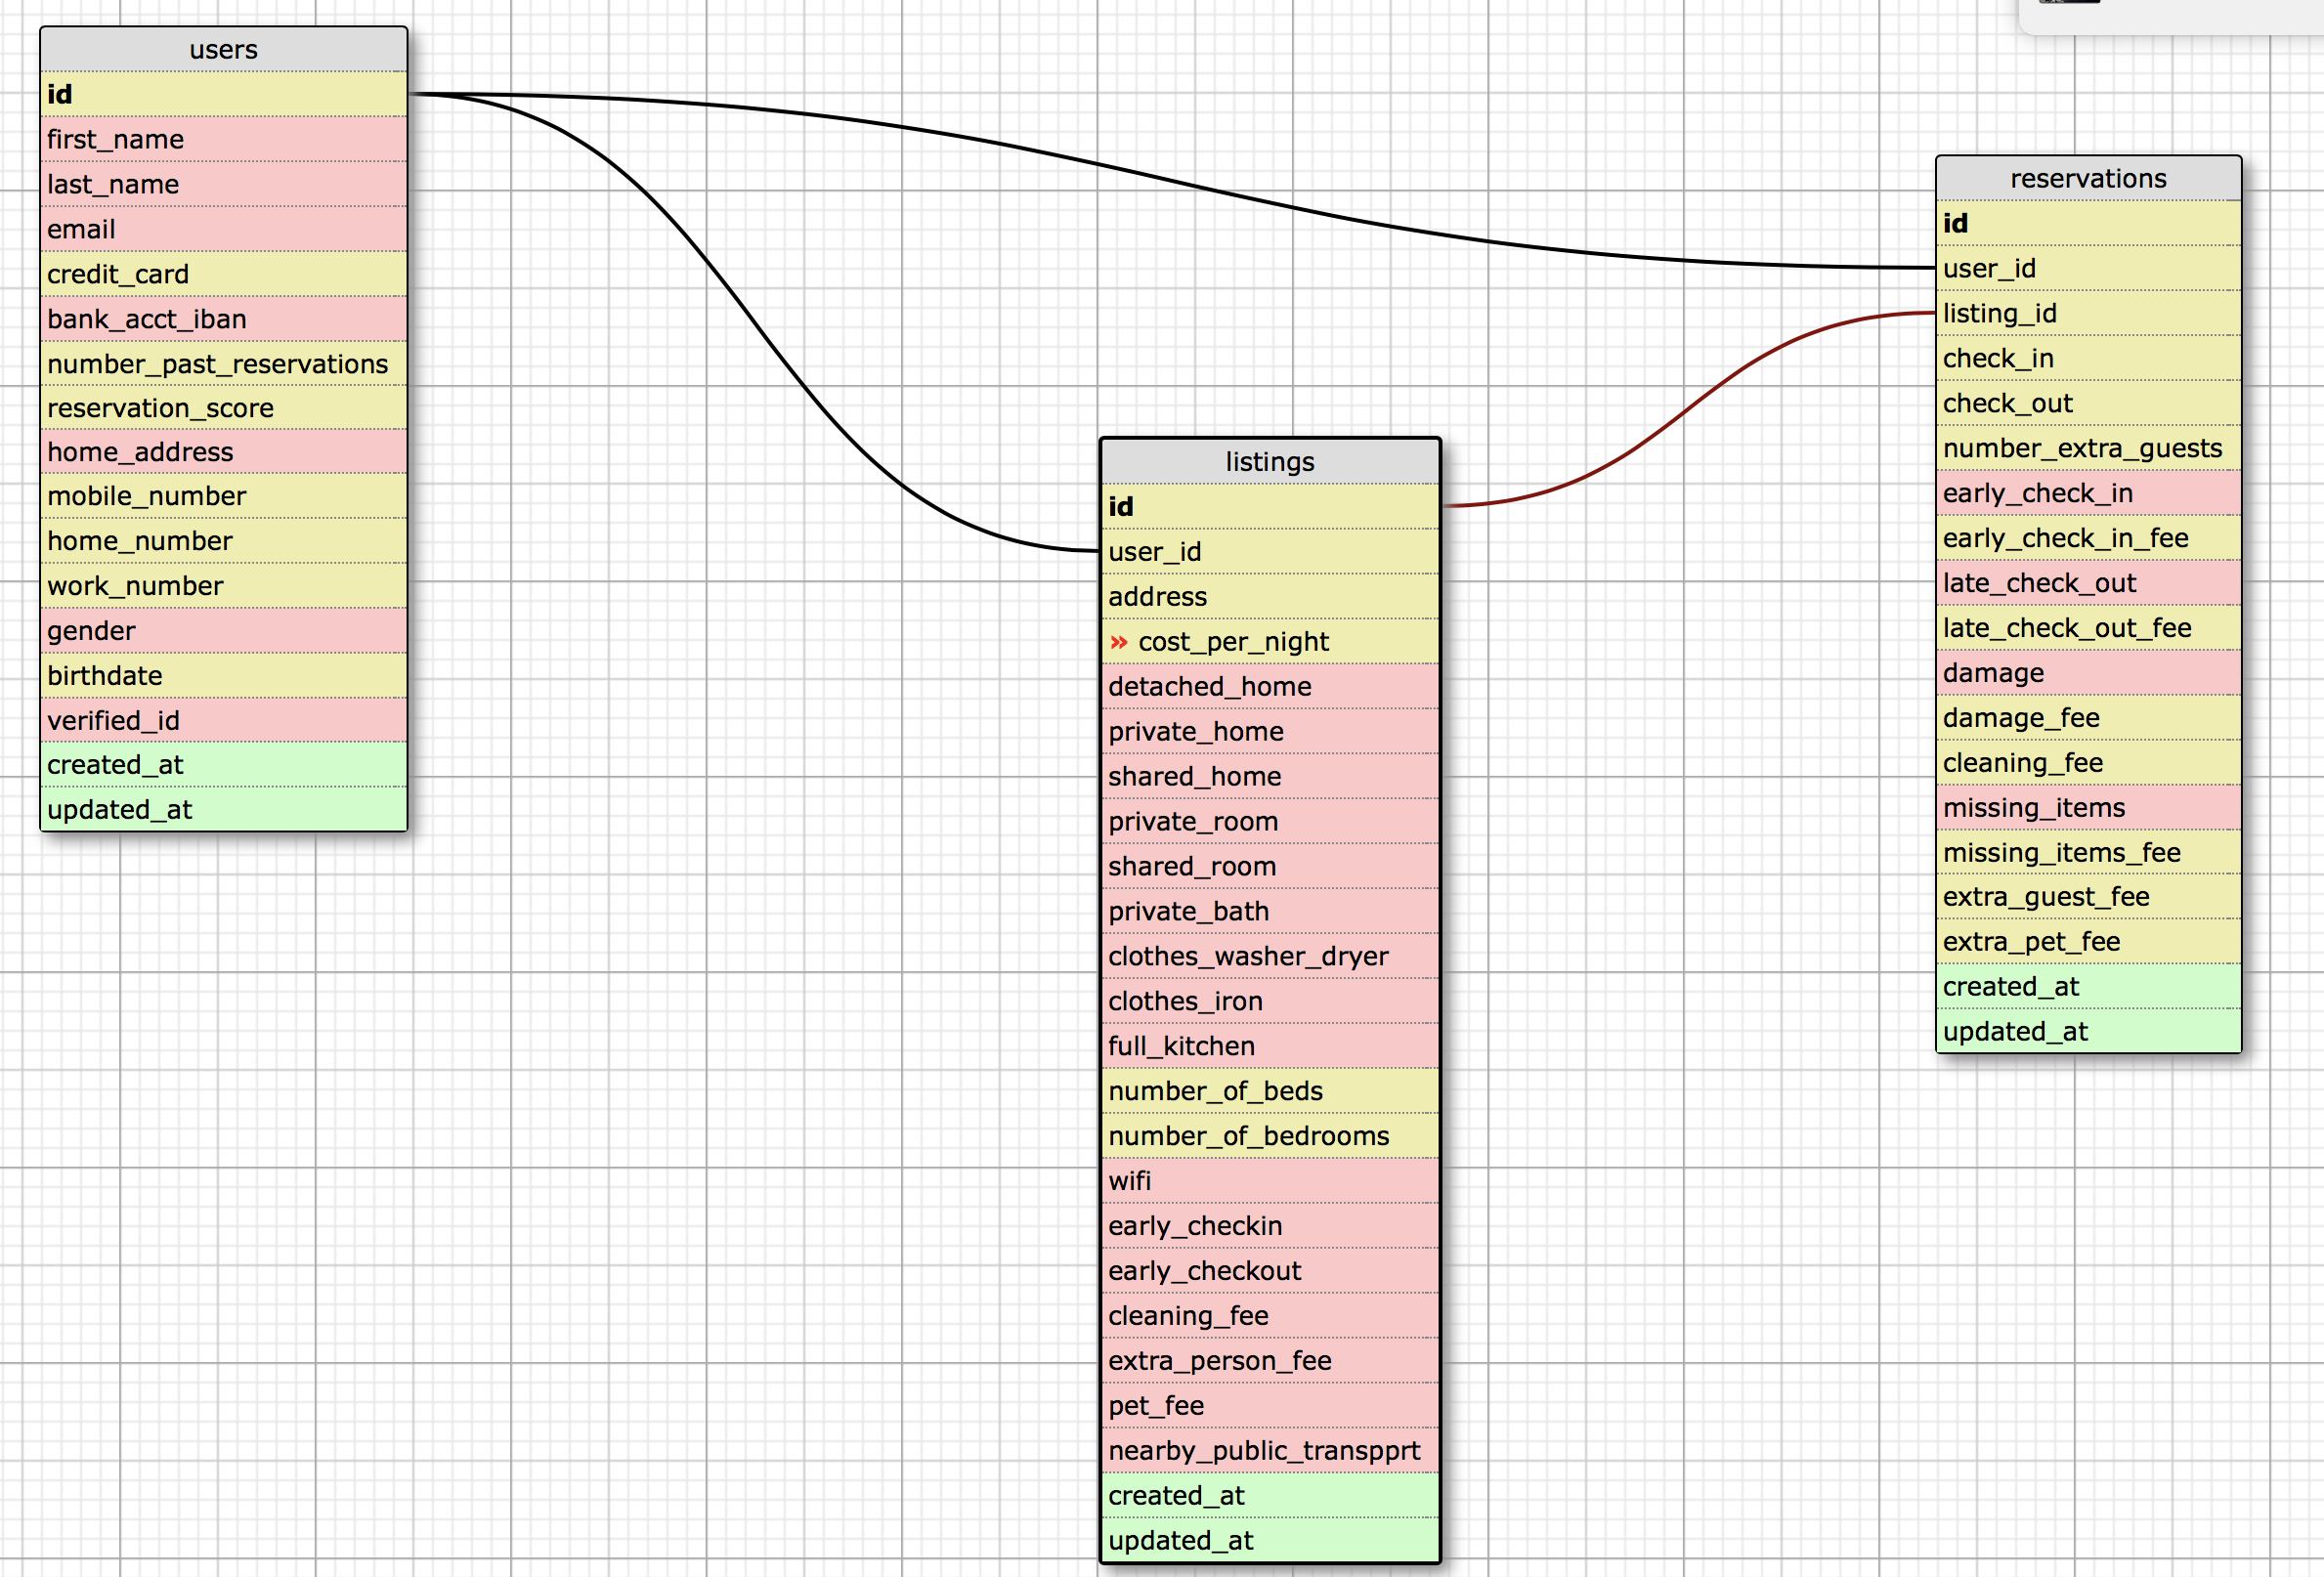 users
id
first_name
last_name
email
credit_card
bank_acct_iban
number_past_reservations
reservation_score
home_address
mobile_number
home_number
work_number
gender
birthdate
verified_id
created_at
updated_at
listings
id
user_id
address
» cost_per_night
detached_home
private_home
shared_home
private_room
shared_room
private_bath
clothes_washer_dryer
clothes_iron
full_kitchen
number_of_beds
number_of_bedrooms
wifi
early_checkin
early_checkout
cleaning_fee
extra_person_fee
pet_fee
nearby_public_transpprt
created_at
updated_at
reservations
id
user_id
listing_id
check_in
check_out
number_extra_guests
early_check_in
early_check_in_fee
late_check_out
late_check_out_fee
damage
damage_fee
cleaning_fee
missing_items
missing_items_fee
extra_guest_fee
extra_pet_fee
created_at
updated_at